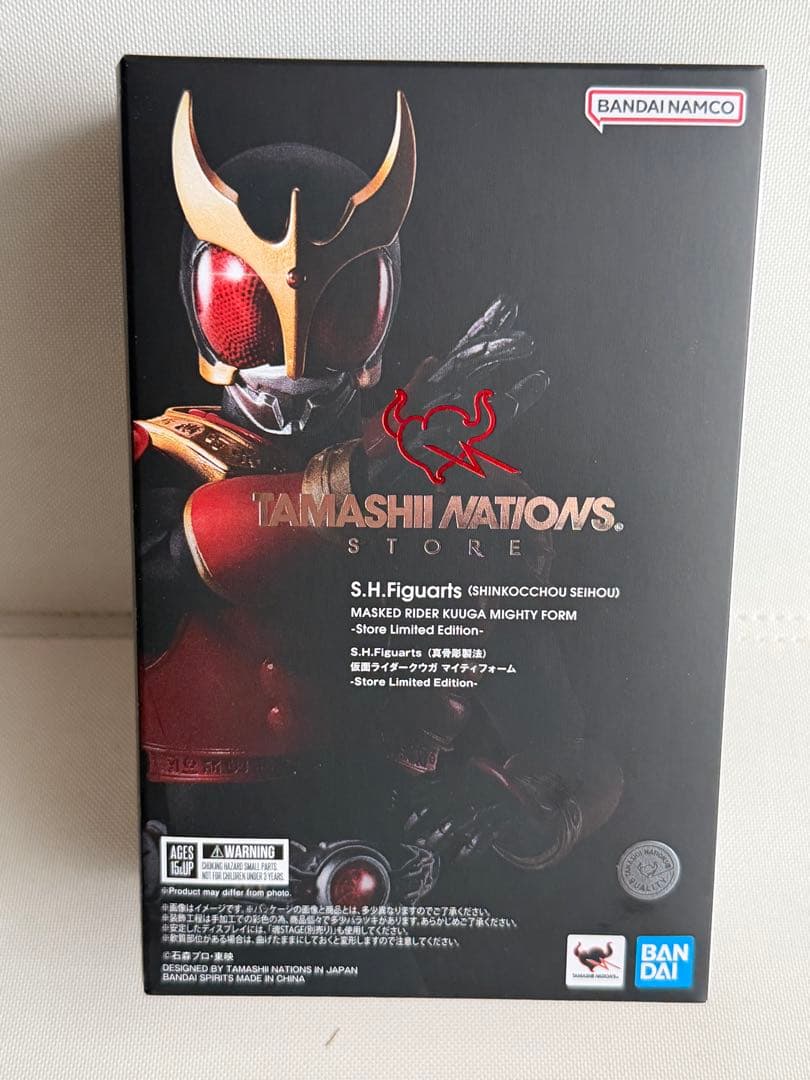 BANDAI NAMCO
TAMASHII NATIONS
STORE
S.H.Figuarts (SHINKOCCHOU SEIHOU)
MASKED RIDER KUUGA MIGHTY FORM
-Store Limited Edition-
S.H.Figuarts（真骨彫製法）
仮面ライダークウガ マイティフォーム
-Store Limited Edition-
AGES
15&UP
⚠WARNING
CHOKING HAZARD SMALL PARTS.
NOT FOR CHILDREN UNDER 3 YEARS.
※Product may differ from photo.
※画像はイメージです。※パッケージの画像と商品とは、多少異なりますのでご了承ください。
※装飾工程は手加工での彩色の為、商品個々で多少バラツキがあります。あらかじめご了承ください。
※安定したディスプレイには、「魂STAGE(別売り)」も使用してください。
※軟質部位がある場合は、曲げたままにしておくと変形しますので注意してください。
©石森プロ・東映
DESIGNED BY TAMASHII NATIONS IN JAPAN
BANDAI SPIRITS MADE IN CHINA
TAMASHII NATIONS
QUALITY
TAMASHII NATIONS
BAN
DAI